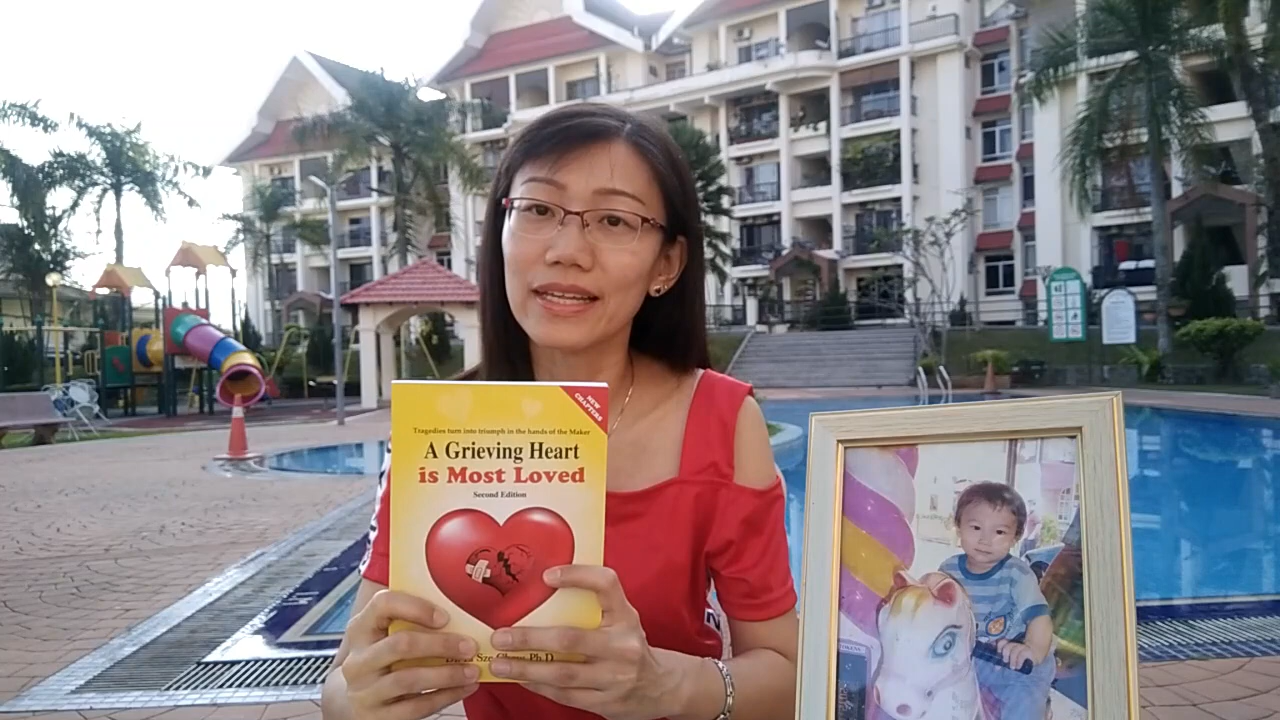 NEW
CHAPTERS
Tragedies turn into triumph in the hands of the Maker
A Grieving Heart
is Most Loved
Second Edition
Ph.D